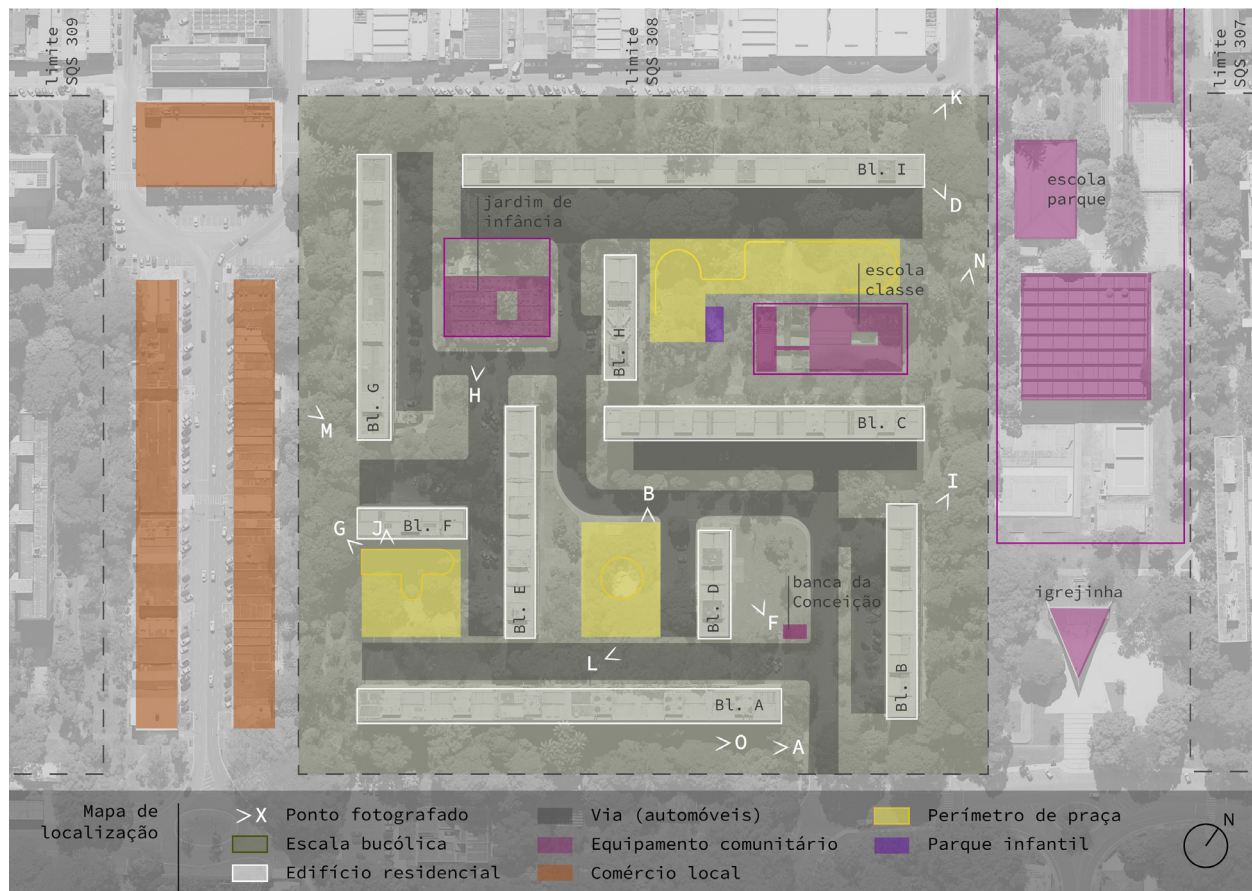 limite
SQS 309
limite
SQS 308
limite
SQS 307
K
Bl. I
escola
parque
D
jardim de
infância
N
escola
classe
Bl. H
Bl. G
H
M
Bl. C
I
B
G
J
Bl. F
Bl. E
Bl. D
banca da
Conceição
F
igrejinha
L
Bl. B
Bl. A
O
A
Mapa de
localização
X Ponto fotografado
Escala bucólica
Edifício residencial
Via (automóveis)
Equipamento comunitário
Comércio local
Perímetro de praça
Parque infantil
N